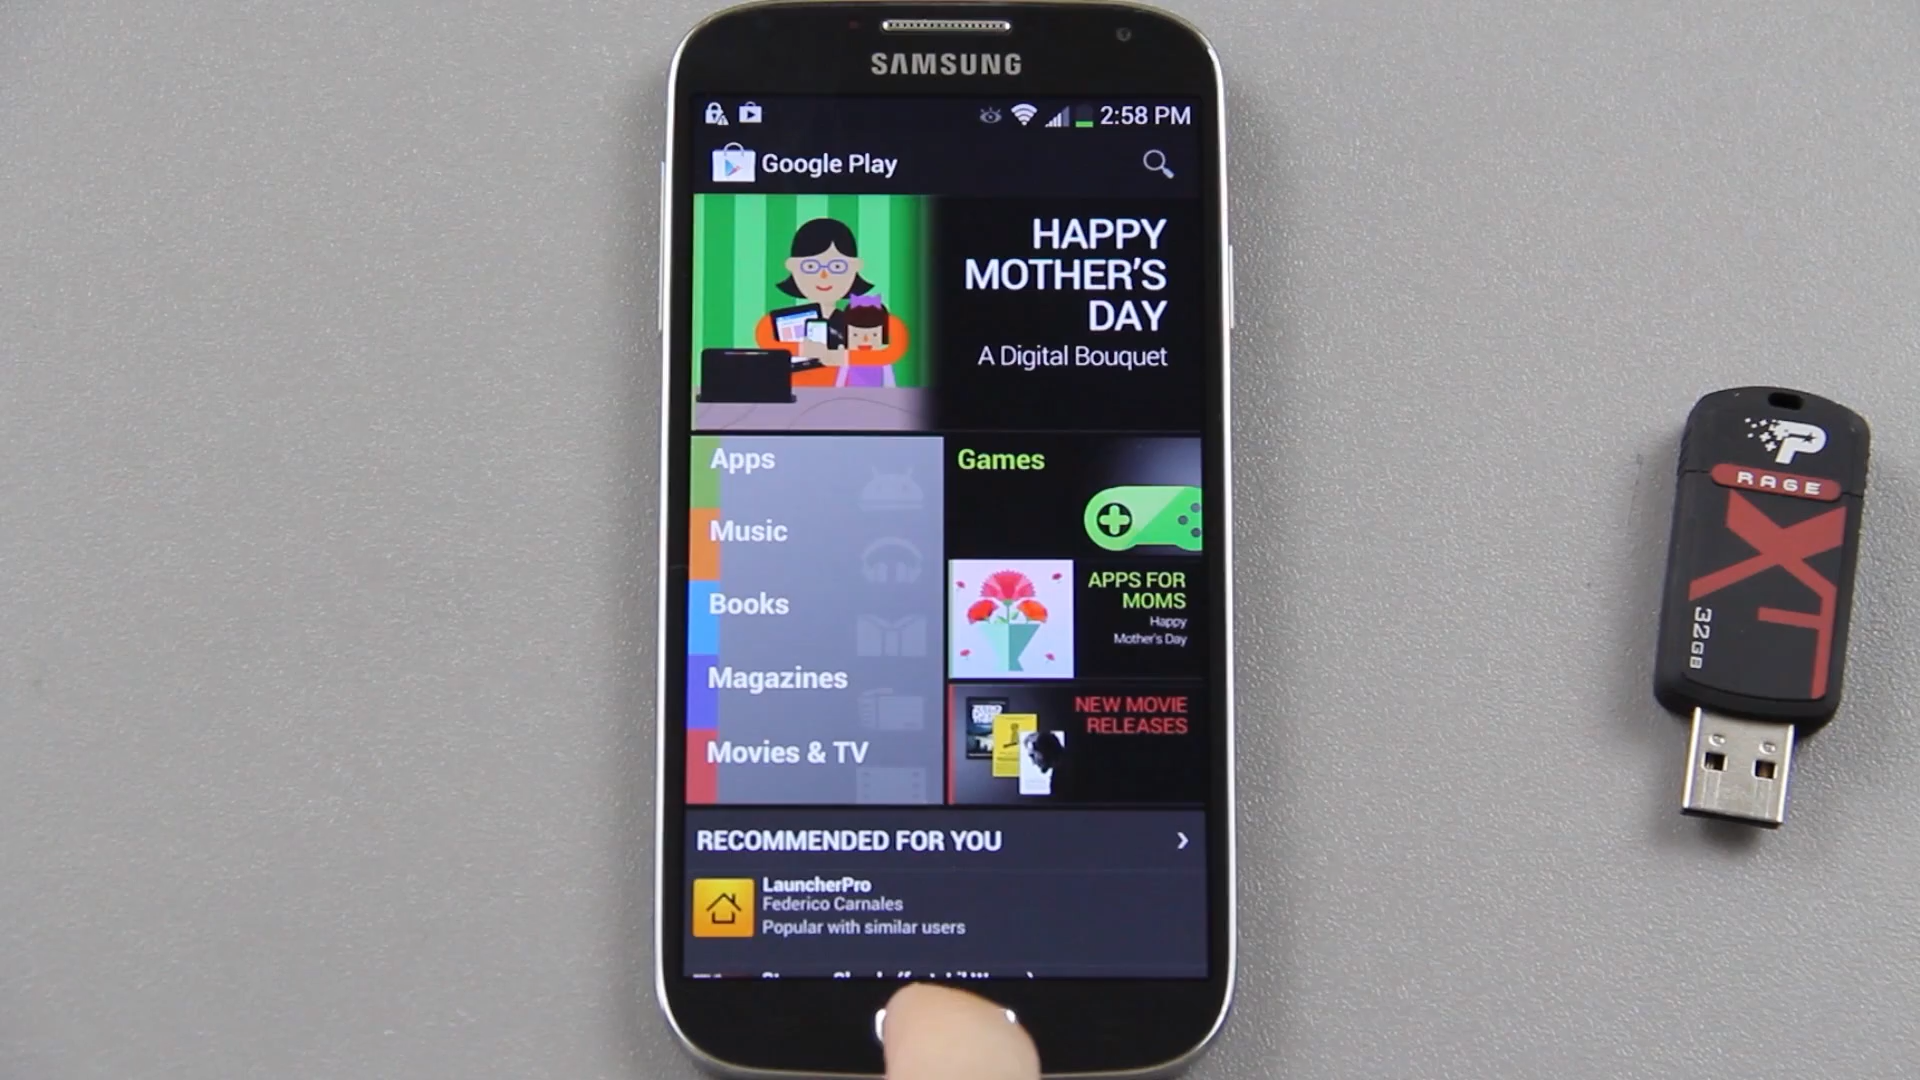 SAMSUNG
2:58 PM
Google Play
HAPPY
MOTHER'S
DAY
A Digital Bouquet
Apps
Music
Books
Magazines
Movies & TV
Games
APPS FOR
MOMS
Happy
Mother's Day
NEW MOVIE
RELEASES
RECOMMENDED FOR YOU
LauncherPro
Federico Carnales
Popular with similar users
RAGE
XT
32GB